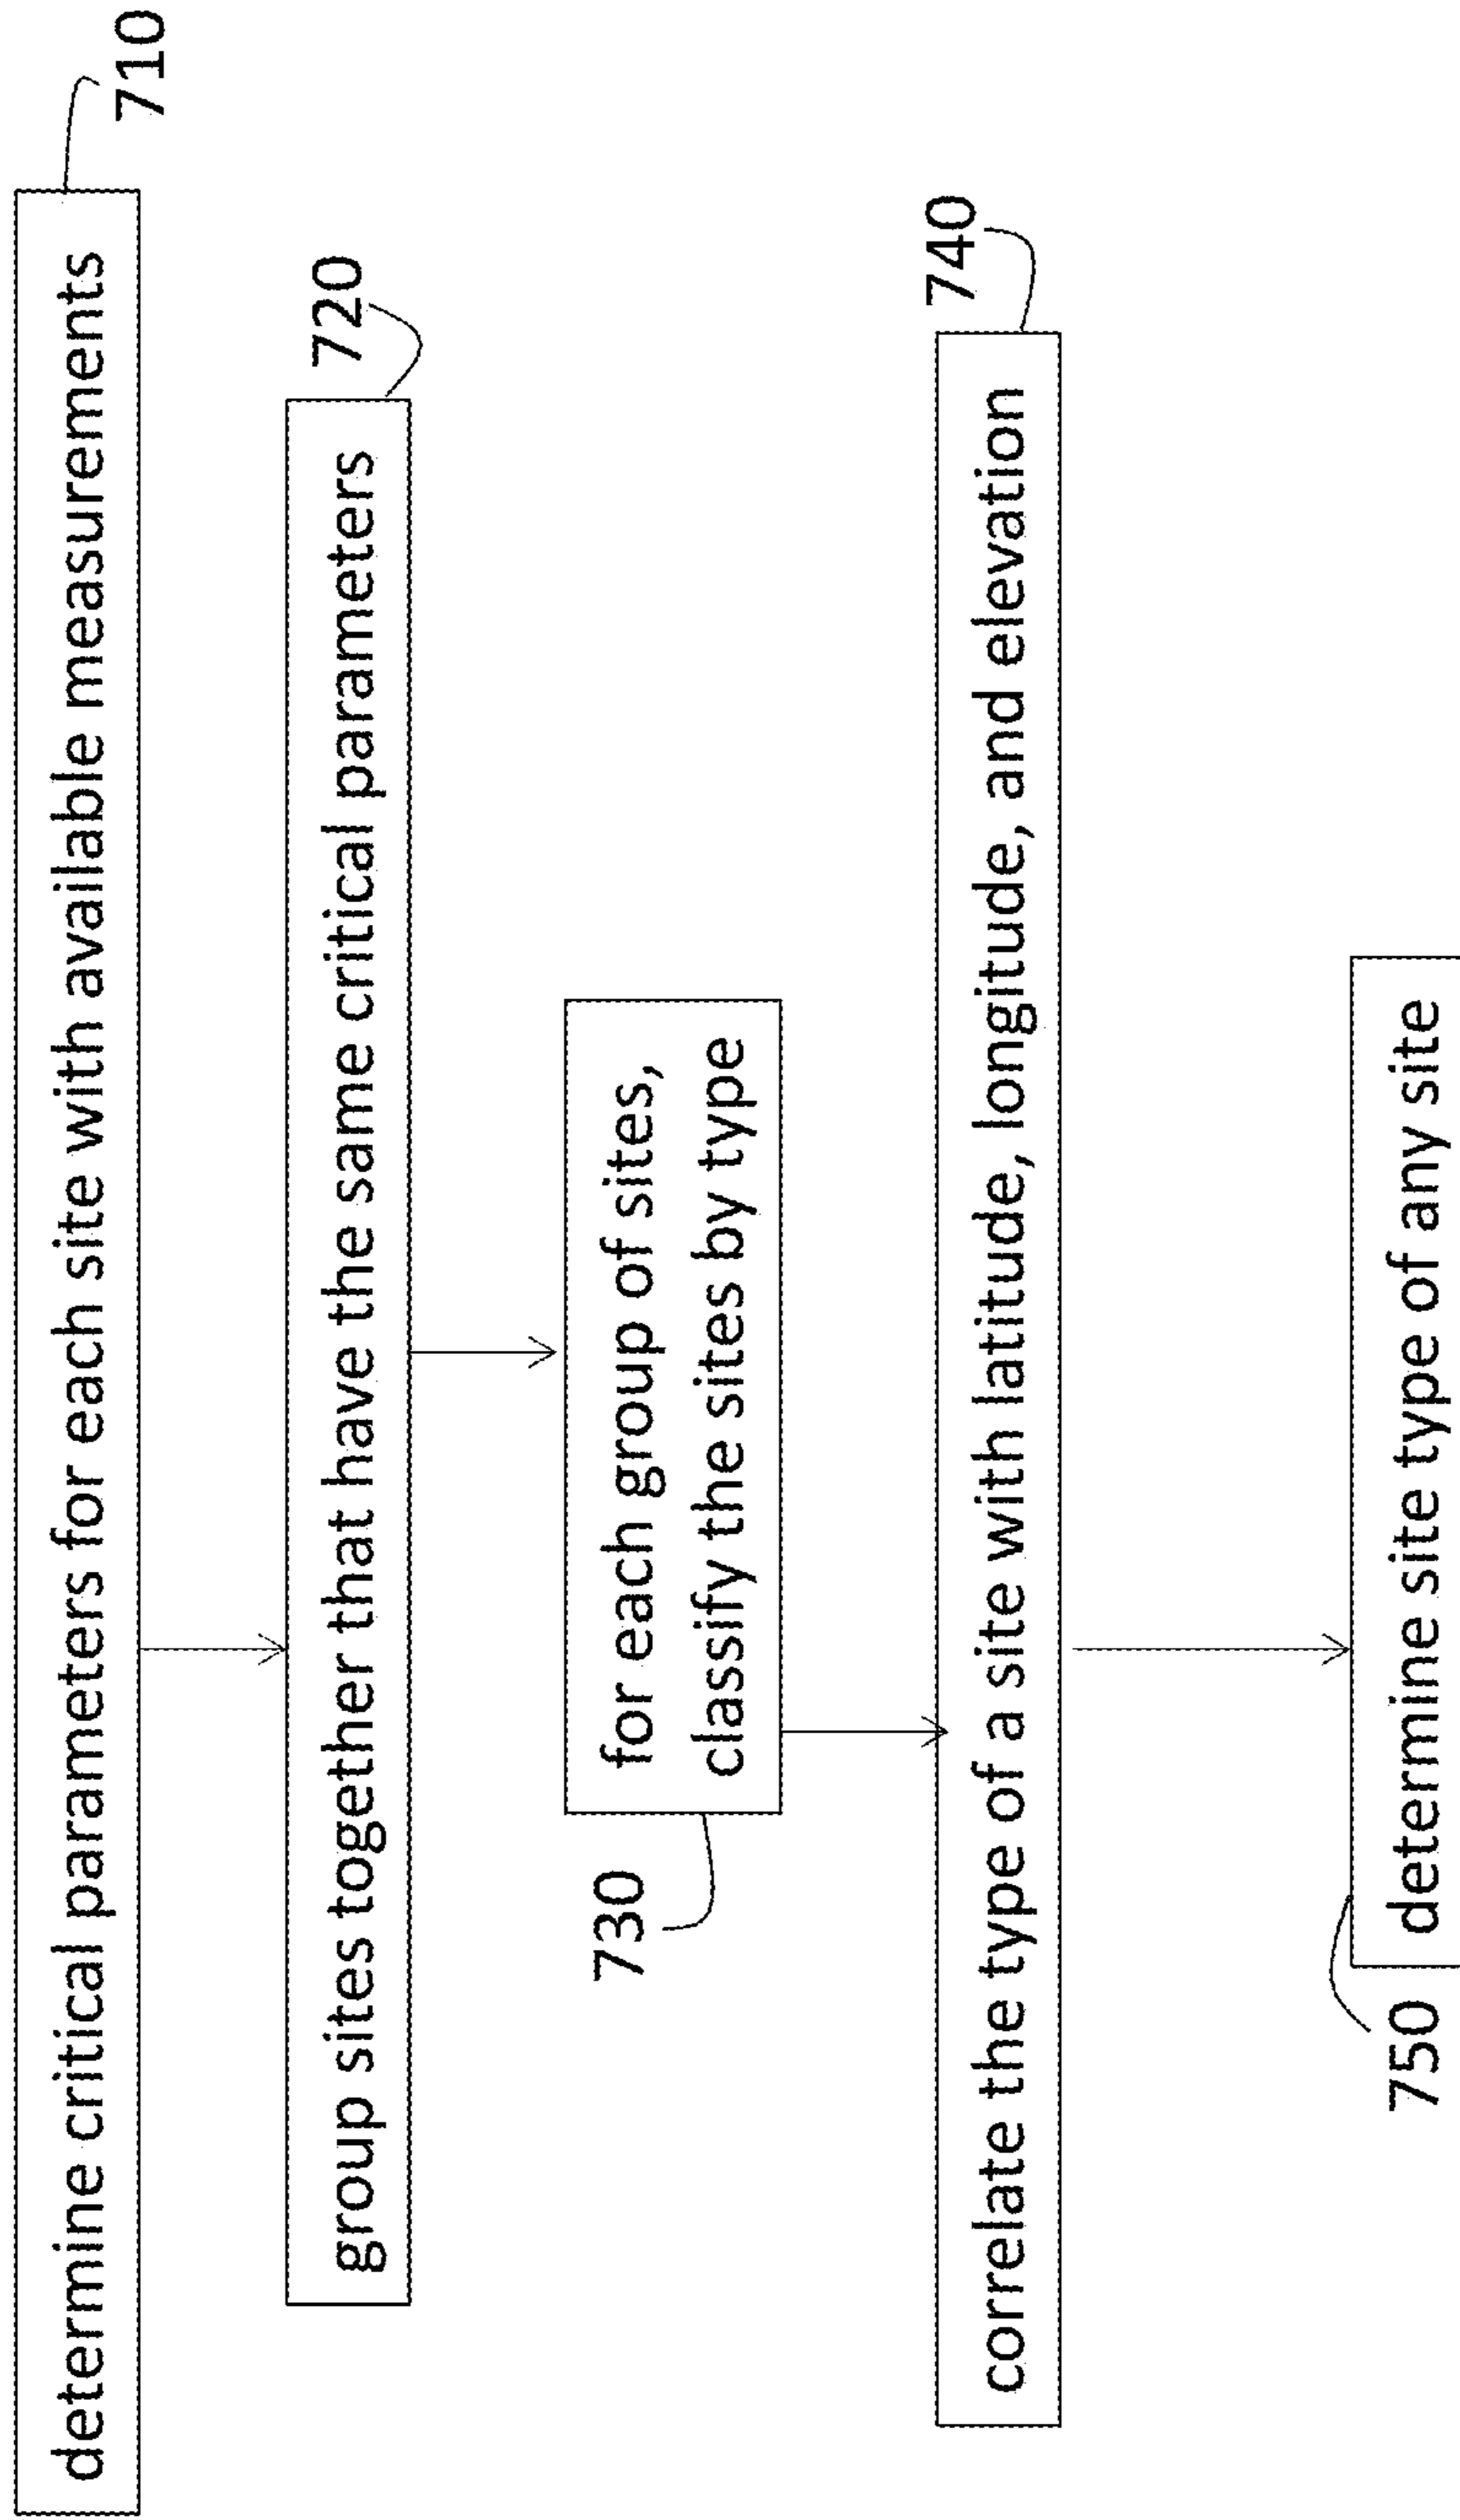 determine critical parameters for each site with available measurements
710
group sites together that have the same critical parameters
720
for each group of sites,
classify the sites by type
730
correlate the type of a site with latitude, longitude, and elevation
740
determine site type of any site
750